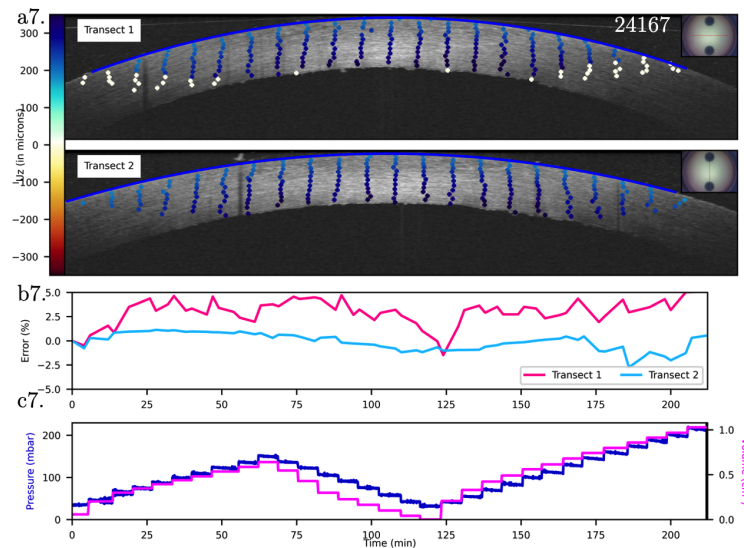 a7.
Transect 1
24167
300
200
100
0
−100
−200
−300
Uz (in microns)
Transect 2
b7.
5.0
2.5
0.0
−2.5
−5.0
Error (%)
Transect 1 Transect 2
0 25 50 75 100 125 150 175 200
c7.
200
100
0
Pressure (mbar)
1.0
0.5
0.0
0 25 50 75 100 125 150 175 200
Time (min)